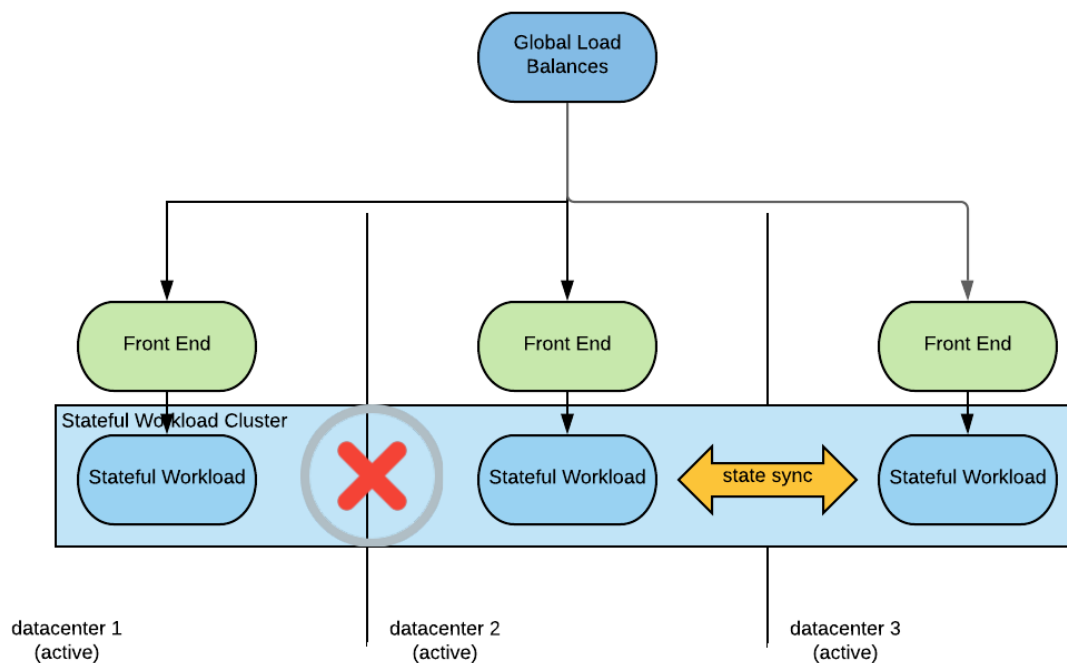 Global Load
Balances
Front End
Front End
Front End
Stateful Workload Cluster
Stateful Workload
Stateful Workload
state sync
Stateful Workload
datacenter 1
(active)
datacenter 2
(active)
datacenter 3
(active)